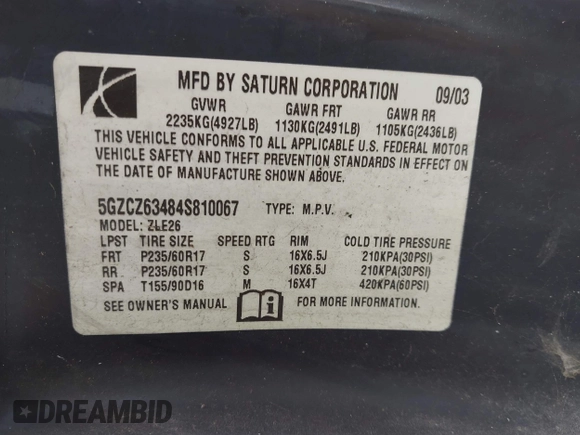 MFD BY SATURN CORPORATION 09/03
GVWR GAWR FRT GAWR RR
2235KG(4927LB) 1130KG(2491LB) 1105KG(2436LB)
THIS VEHICLE CONFORMS TO ALL APPLICABLE U.S. FEDERAL MOTOR
VEHICLE SAFETY AND THEFT PREVENTION STANDARDS IN EFFECT ON
THE DATE OF MANUFACTURE SHOWN ABOVE.
5GZCZ63484S810067 TYPE: M.P.V.
MODEL: ZLE26
LPST TIRE SIZE SPEED RTG RIM COLD TIRE PRESSURE
FRT P235/60R17 S 16X6.5J 210KPA(30PSI)
RR P235/60R17 S 16X6.5J 210KPA(30PSI)
SPA T155/90D16 M 16X4T 420KPA(60PSI)
SEE OWNER'S MANUAL FOR MORE INFORMATION.
DREAMBID